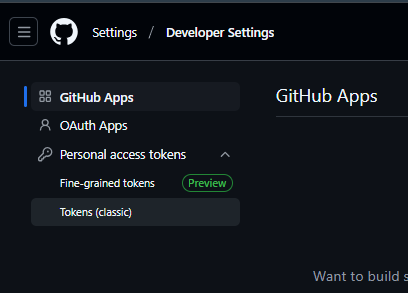 Settings / Developer Settings
GitHub Apps
GitHub Apps
OAuth Apps
Personal access tokens
Fine-grained tokens Preview
Tokens (classic)
Want to build s